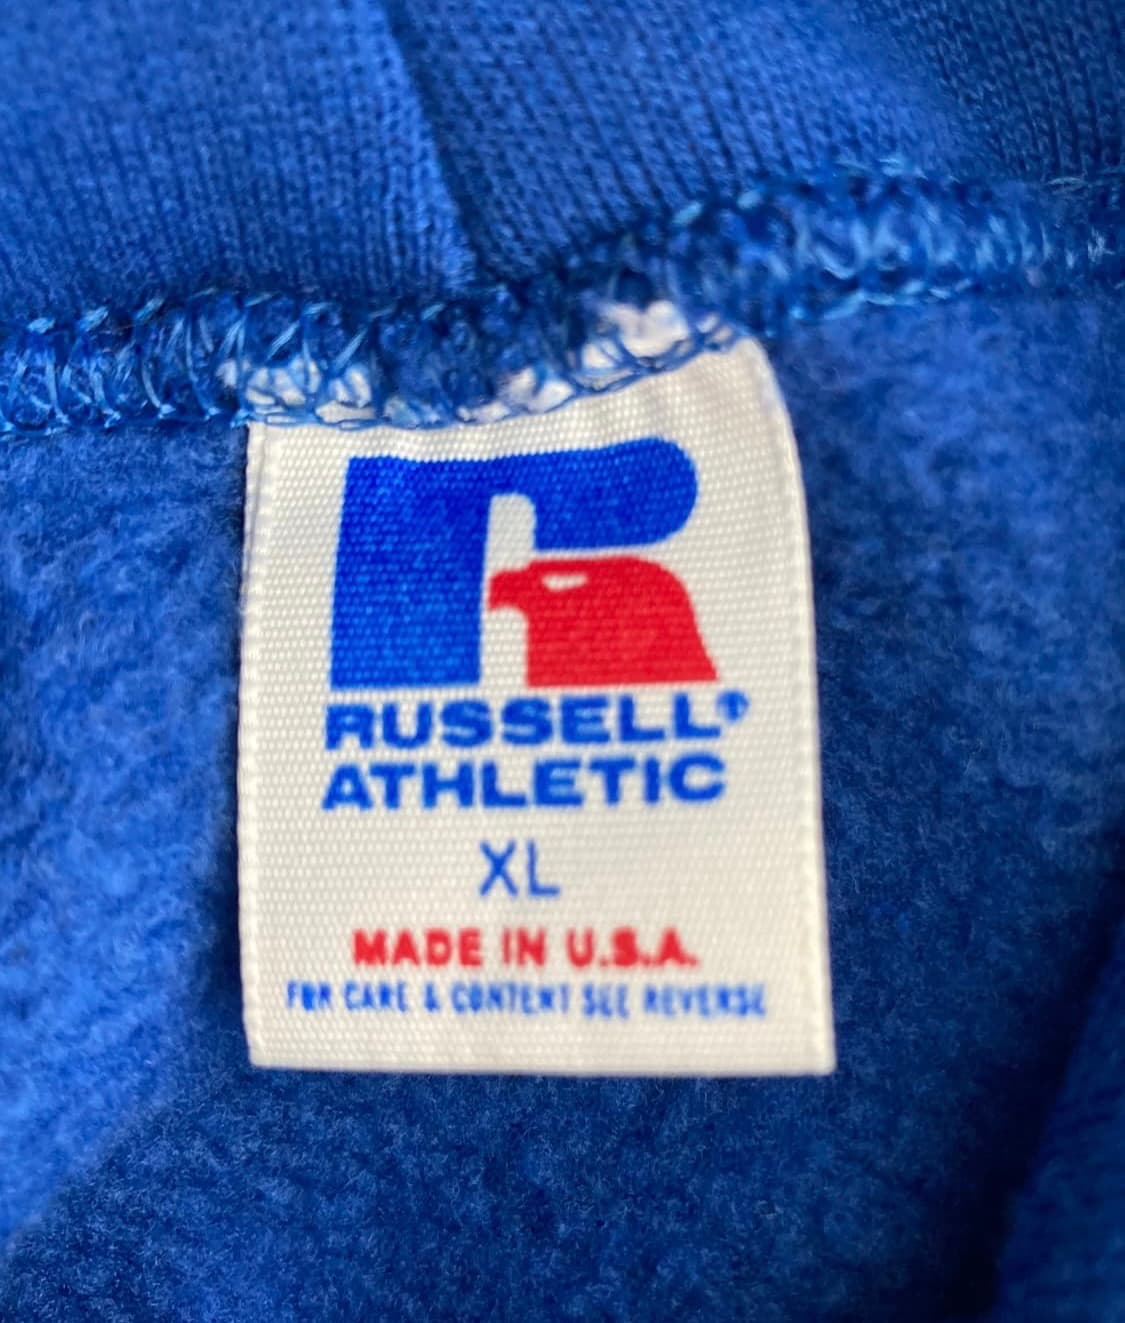 R
RUSSELL®
ATHLETIC
XL
MADE IN U.S.A.
FOR CARE & CONTENT SEE REVERSE